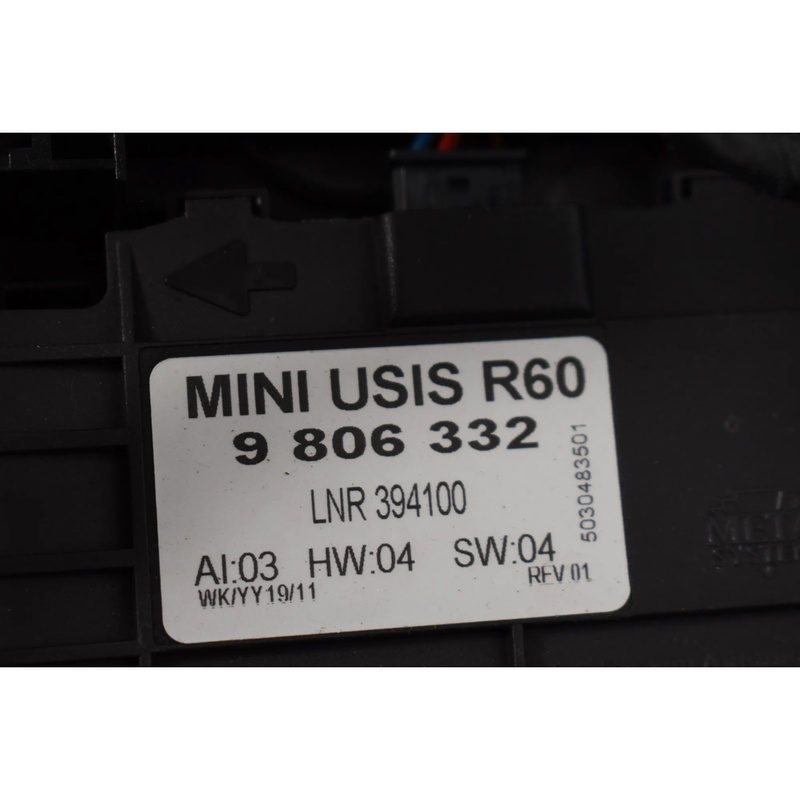 MINI USIS R60
9 806 332
LNR 394100
AI:03 HW:04 SW:04
WK/YY19/11 REV 01
5030483501